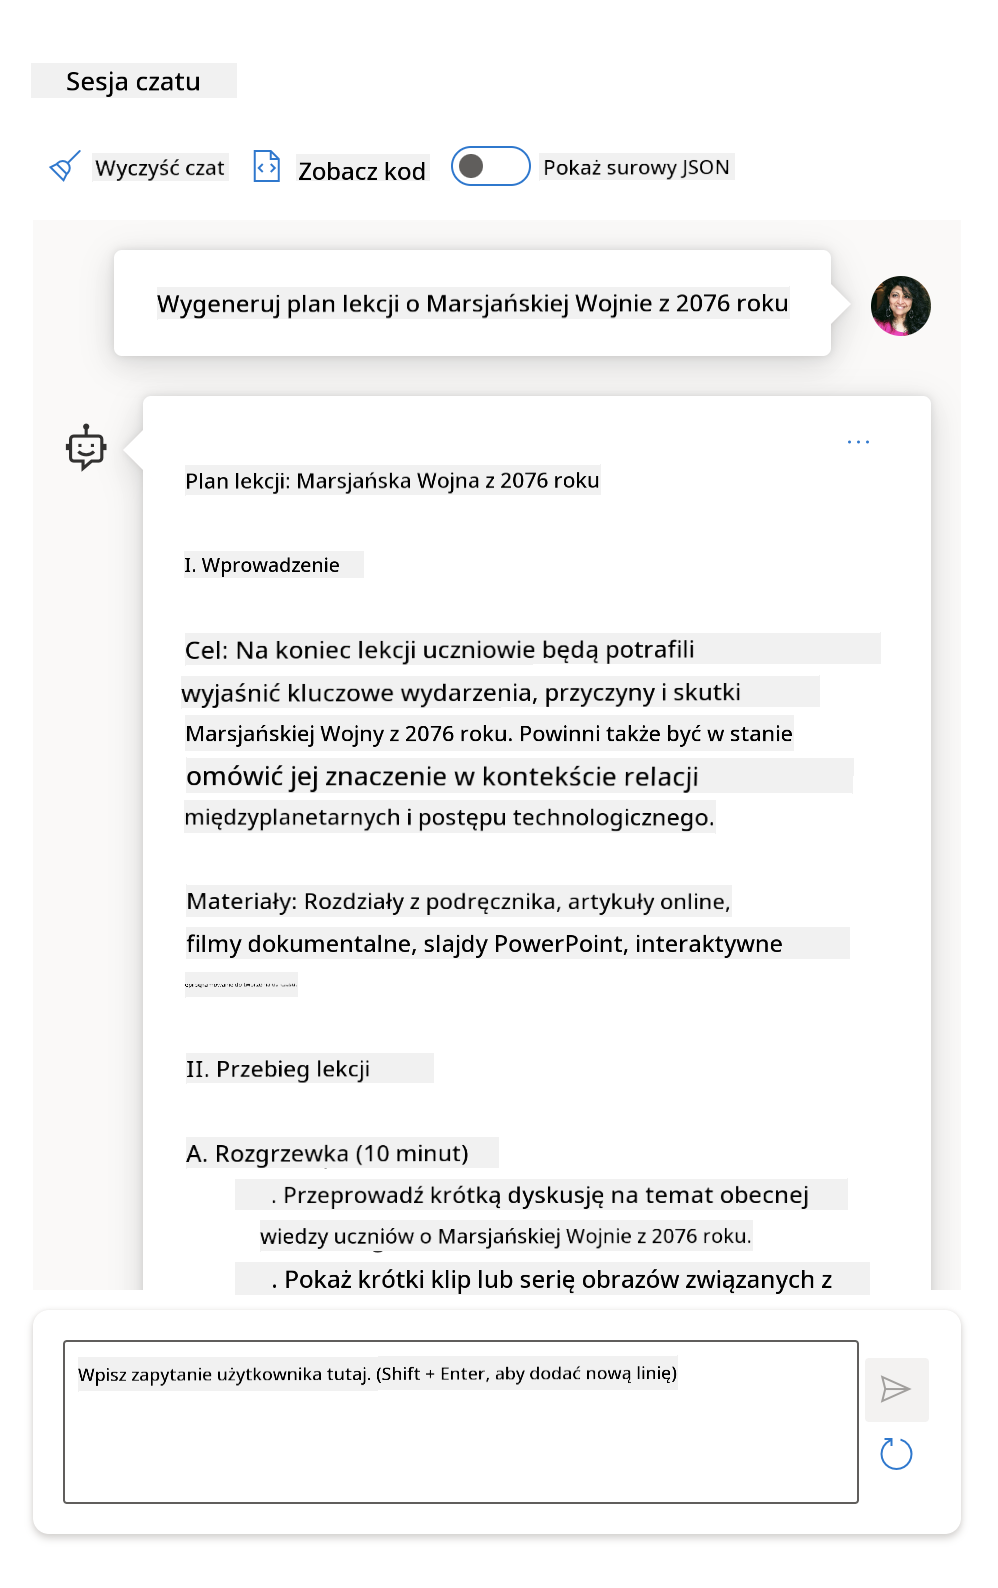 Sesja czatu
Wyczyść czat
Zobacz kod
Pokaż surowy JSON
Wygeneruj plan lekcji o Marsjańskiej Wojnie z 2076 roku
Plan lekcji: Marsjańska Wojna z 2076 roku
I. Wprowadzenie
Cel: Na koniec lekcji uczniowie będą potrafili
wyjaśnić kluczowe wydarzenia, przyczyny i skutki
Marsjańskiej Wojny z 2076 roku. Powinni także być w stanie
omówić jej znaczenie w kontekście relacji
międzyplanetarnych i postępu technologicznego.
Materiały: Rozdziały z podręcznika, artykuły online,
filmy dokumentalne, slajdy PowerPoint, interaktywne
II. Przebieg lekcji
A. Rozgrzewka (10 minut)
. Przeprowadź krótką dyskusję na temat obecnej
wiedzy uczniów o Marsjańskiej Wojnie z 2076 roku.
. Pokaż krótki klip lub serię obrazów związanych z
Wpisz zapytanie użytkownika tutaj. (Shift + Enter, aby dodać nową linię)